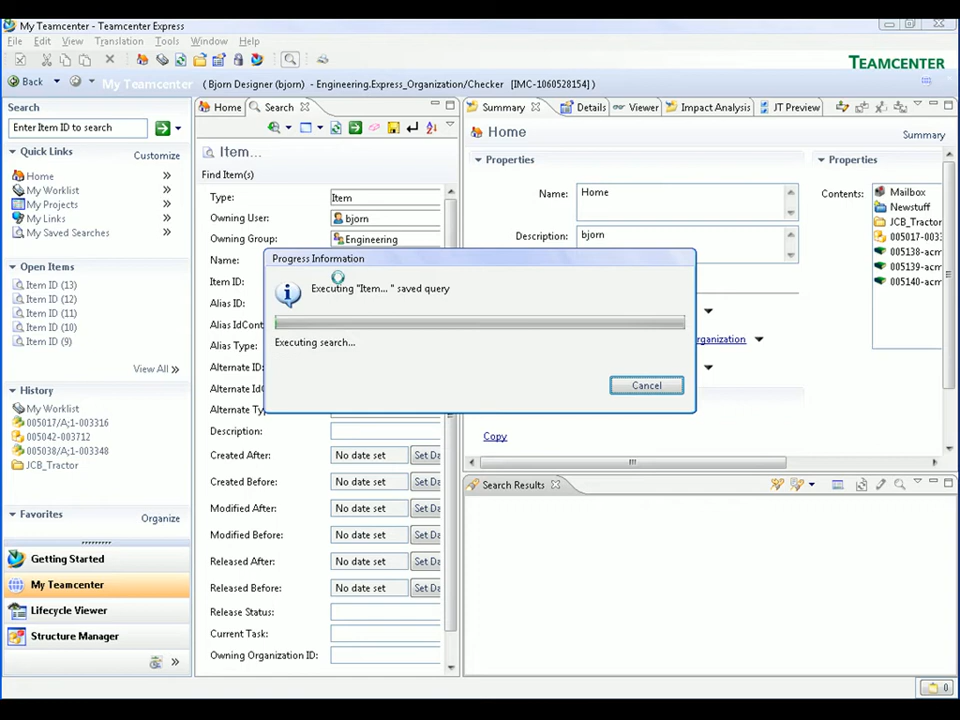 My Teamcenter - Teamcenter Express
File Edit View Translation Tools Window Help
TEAMCENTER
Back My Teamcenter ( Bjorn Designer (bjorn) - Engineering.Express_Organization/Checker [IMC-1060528154] )
Search
Enter Item ID to search
Quick Links Customize
Home
My Worklist
My Projects
My Links
My Saved Searches
Open Items
Item ID (13)
Item ID (12)
Item ID (11)
Item ID (10)
Item ID (9)
View All
History
My Worklist
005017/A;1-003316
005042-003712
005038/A;1-003348
JCB_Tractor
Favorites Organize
Getting Started
My Teamcenter
Lifecycle Viewer
Structure Manager
Home Search
Item...
Find Item(s)
Type: Item
Owning User: bjorn
Owning Group: Engineering
Name:
Item ID:
Alias ID:
Alias IdCont
Alias Type:
Alternate ID:
Alternate IdC
Alternate Ty
Description:
Created After: No date set Set Da
Created Before: No date set Set Da
Modified After: No date set Set Da
Modified Before: No date set Set Da
Released After: No date set Set Da
Released Before: No date set Set Da
Release Status:
Current Task:
Owning Organization ID:
Progress Information
Executing "Item... " saved query
Executing search...
Cancel
Summary Details Viewer Impact Analysis JT Preview
Home Summary
Properties
Name: Home
Description: bjorn
rganization
Copy
Properties
Contents: Mailbox
Newstuff
JCB_Tractor
005017-003
005138-acm
005139-acm
005140-acm
Search Results
0